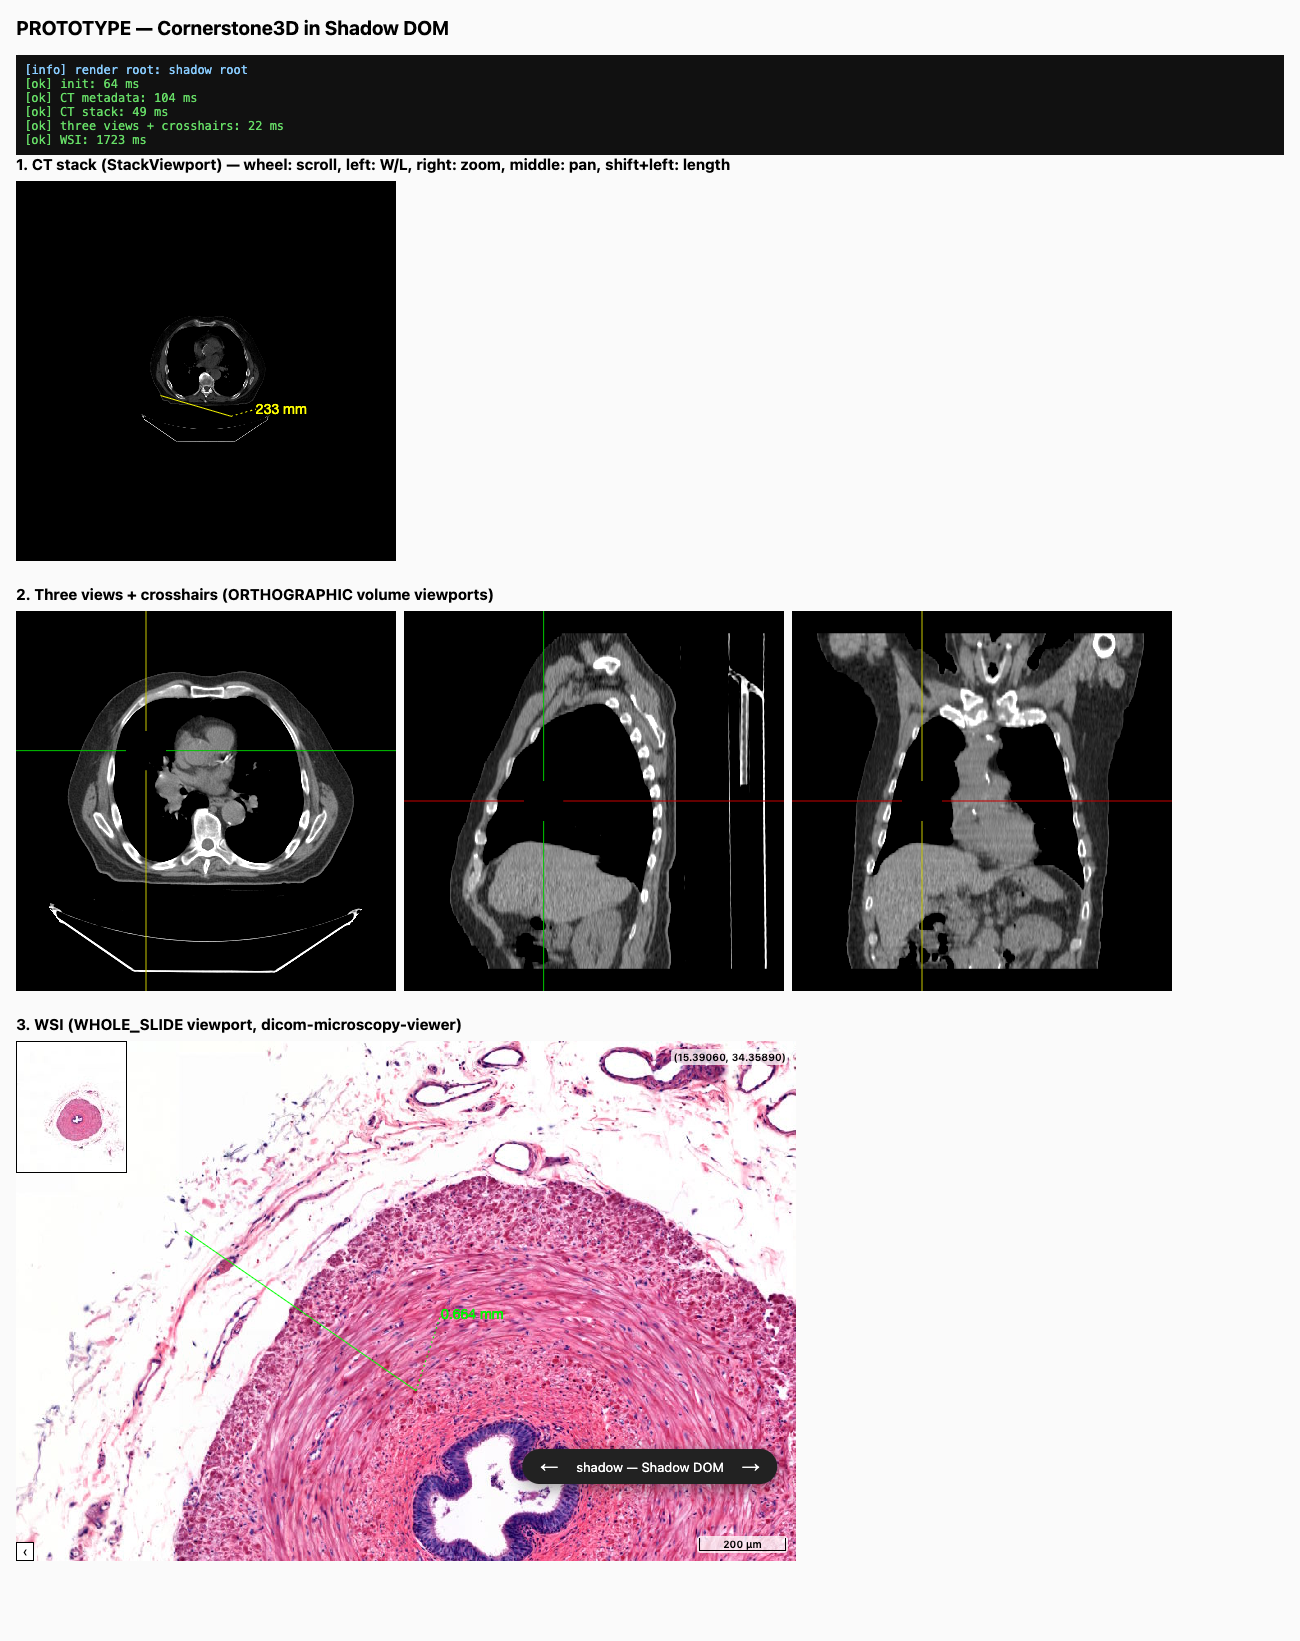 PROTOTYPE — Cornerstone3D in Shadow DOM
[info] render root: shadow root
[ok] init: 64 ms
[ok] CT metadata: 104 ms
[ok] CT stack: 49 ms
[ok] three views + crosshairs: 22 ms
[ok] WSI: 1723 ms
1. CT stack (StackViewport) — wheel: scroll, left: W/L, right: zoom, middle: pan, shift+left: length
233 mm
2. Three views + crosshairs (ORTHOGRAPHIC volume viewports)
3. WSI (WHOLE_SLIDE viewport, dicom-microscopy-viewer)
(15.39060, 34.35890)
mm
← shadow — Shadow DOM →
200 µm
‹